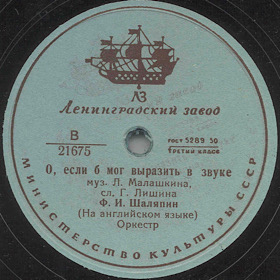 ЛЗ
Ленинградский завод
В
21675
ГОСТ 5289 50
Третий класс
О, если б мог выразить в звуке
муз. Л. Малашкина,
сл. Г. Лишина
Ф. И. Шаляпин
(На английском языке)
Оркестр
МИНИСТЕРСТВО КУЛЬТУРЫ СССР